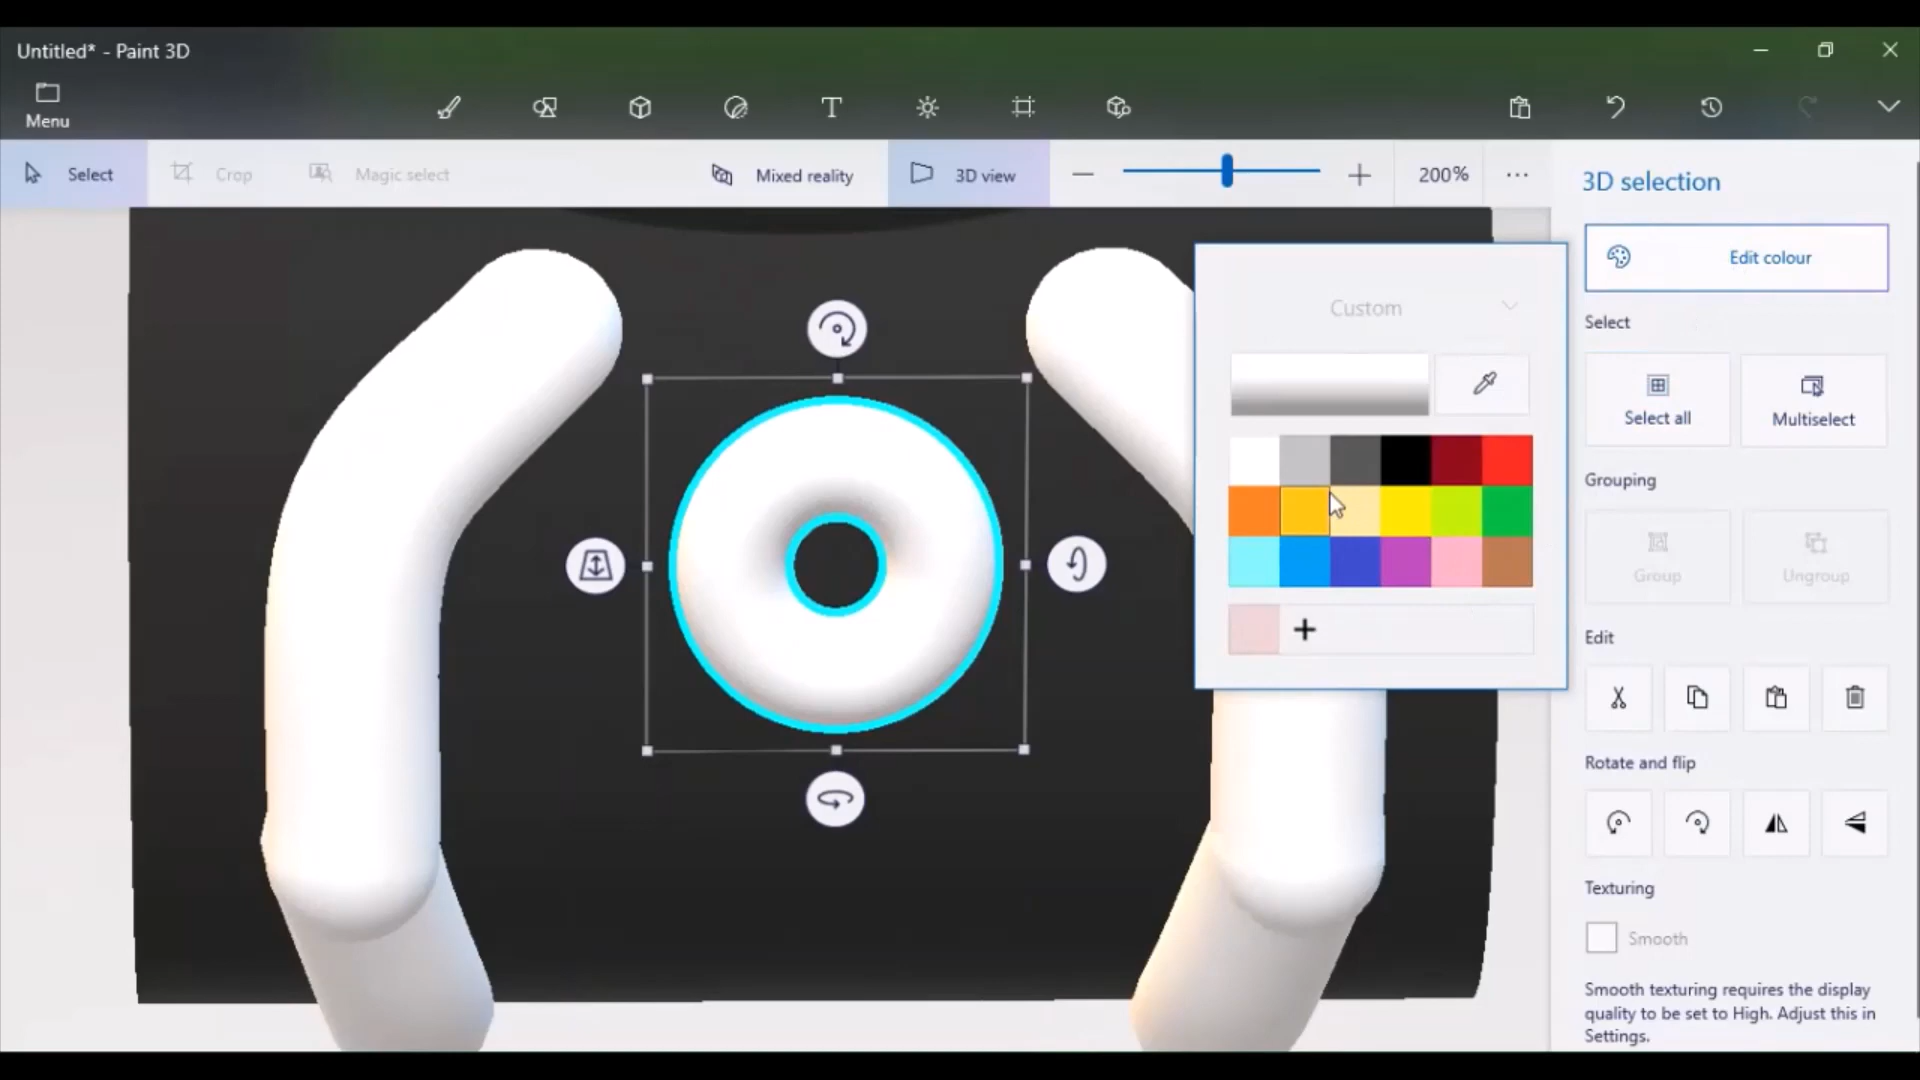 Untitled* - Paint 3D
Menu
Select
Crop
Magic select
Mixed reality
3D view
200%
3D selection
Edit colour
Custom
Select
Select all
Multiselect
Grouping
Group
Ungroup
Edit
Rotate and flip
Texturing
Smooth
Smooth texturing requires the display
quality to be set to High. Adjust this in
Settings.